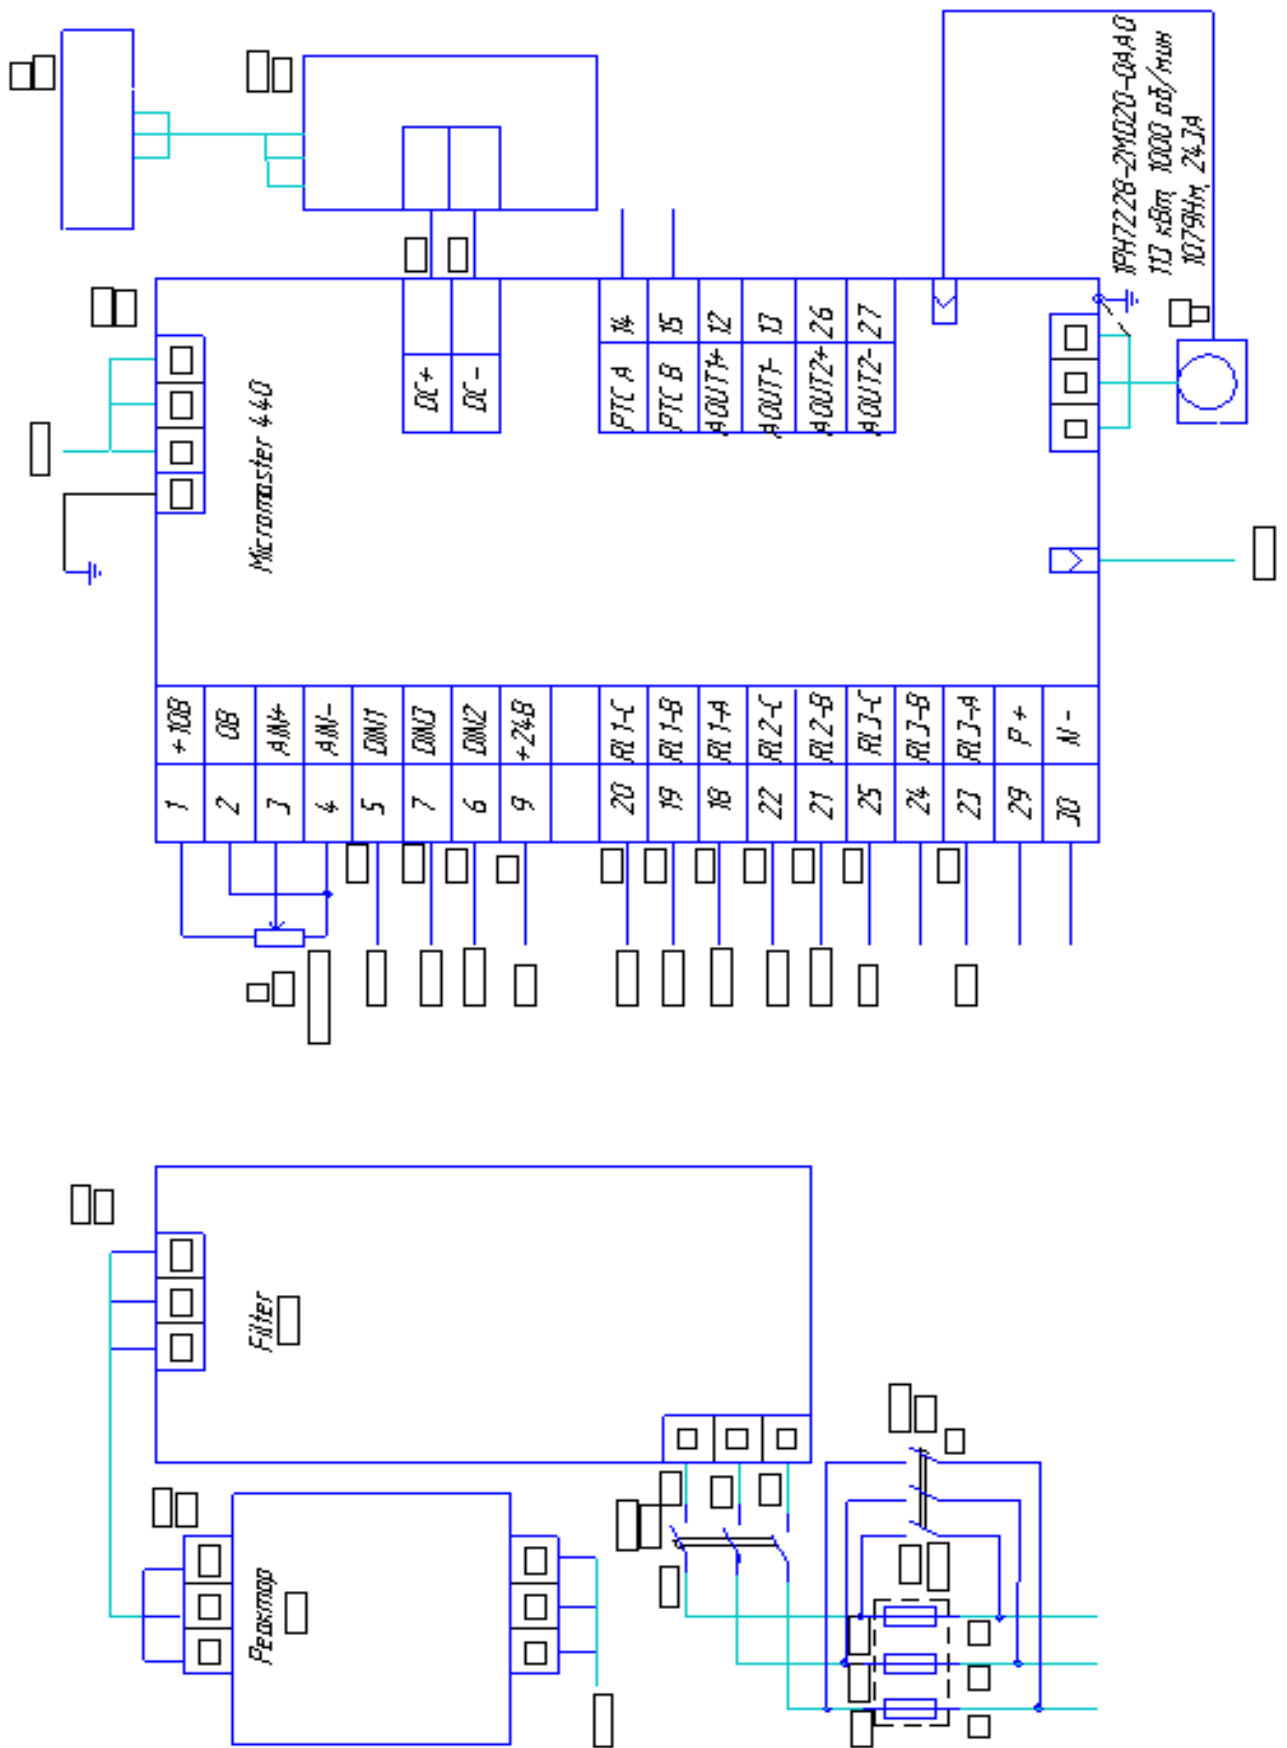 1PH7228-2MD20-0AA0
113 кВт, 1000 об/мин
1079Нм, 243А
Micromaster 440
DC+
DC-
PTC A 14
PTC B 15
AOUT1+ 12
AOUT1- 13
AOUT2+ 26
AOUT2- 27
1 +10В
2 0В
3 AIN+
4 AIN-
5 DIN1
7 DIN3
6 DIN2
9 +24В
20 RL1-C
19 RL1-B
18 RL1-A
22 RL2-C
21 RL2-B
25 RL3-C
24 RL3-B
23 RL3-A
29 P+
30 N-
Filter
Реактор